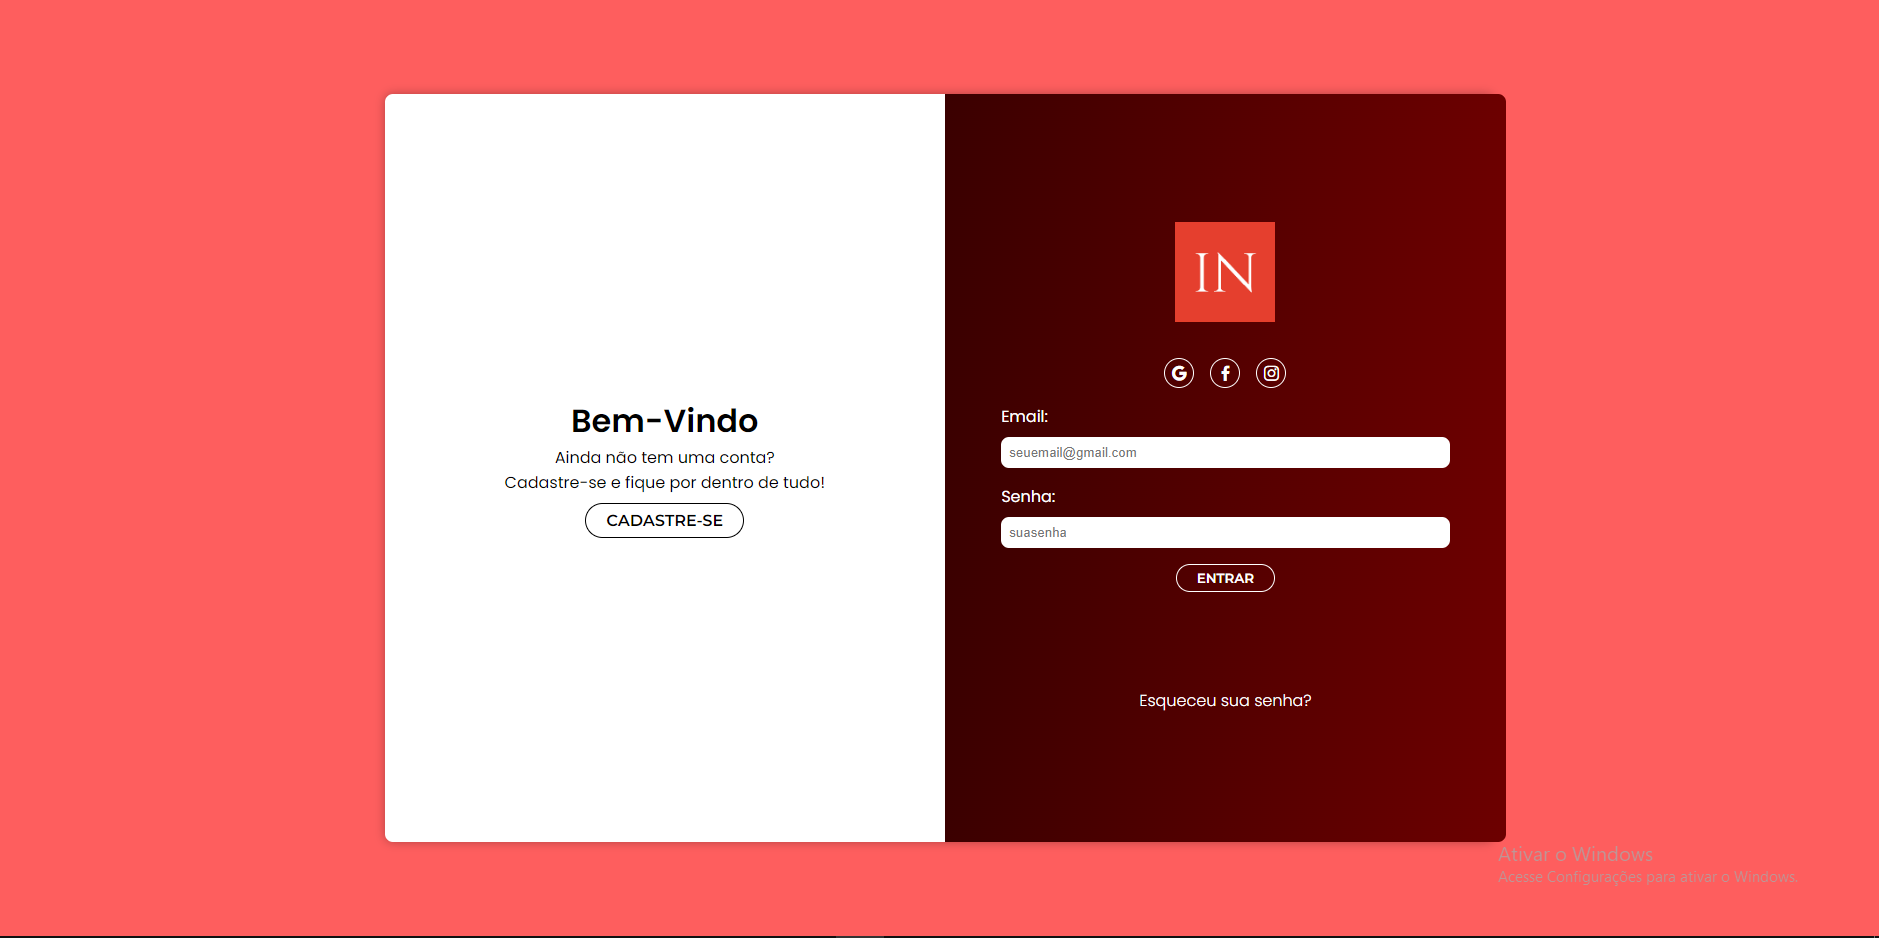 Bem-Vindo
Ainda não tem uma conta?
Cadastre-se e fique por dentro de tudo!
CADASTRE-SE
IN
Email:
seuemail@gmail.com
Senha:
suasenha
ENTRAR
Esqueceu sua senha?
Ativar o Windows
Acesse Configurações para ativar o Windows.